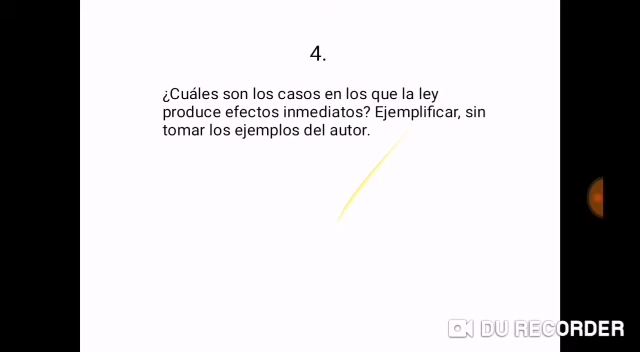 4.
¿Cuáles son los casos en los que la ley
produce efectos inmediatos? Ejemplificar, sin
tomar los ejemplos del autor.
DU RECORDER